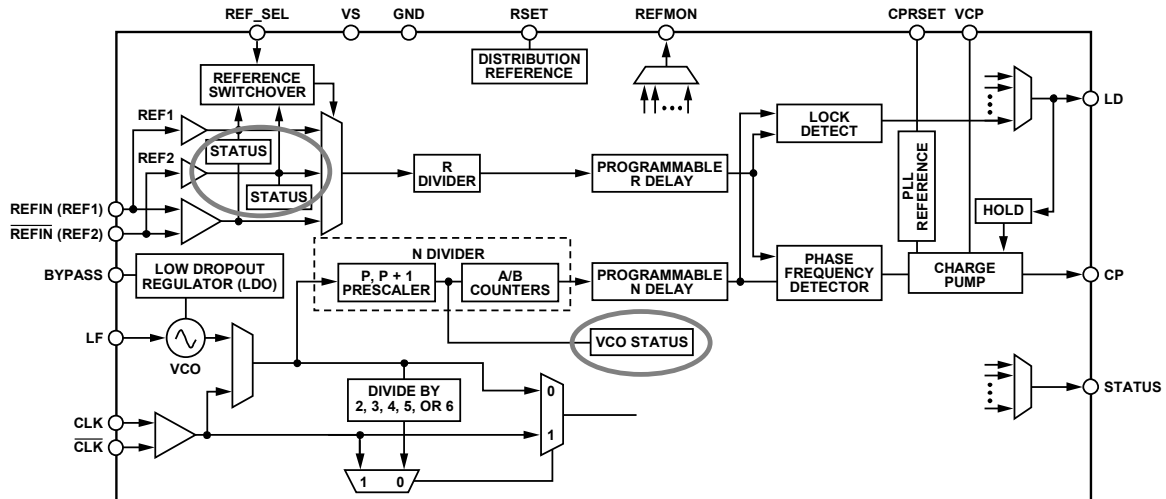 REF_SEL
VS
GND
RSET
REFMON
CPRSET
VCP
DISTRIBUTION
REFERENCE
REFERENCE
SWITCHOVER
REF1
STATUS
REF2
STATUS
LOCK
DETECT
LD
R
DIVIDER
PROGRAMMABLE
R DELAY
PLL
REFERENCE
HOLD
REFIN (REF1)
REFIN (REF2)
N DIVIDER
BYPASS
LOW DROPOUT
REGULATOR (LDO)
P, P + 1
PRESCALER
A/B
COUNTERS
PROGRAMMABLE
N DELAY
PHASE
FREQUENCY
DETECTOR
CHARGE
PUMP
CP
LF
VCO
VCO STATUS
DIVIDE BY
2, 3, 4, 5, OR 6
0
1
STATUS
CLK
CLK
1 0